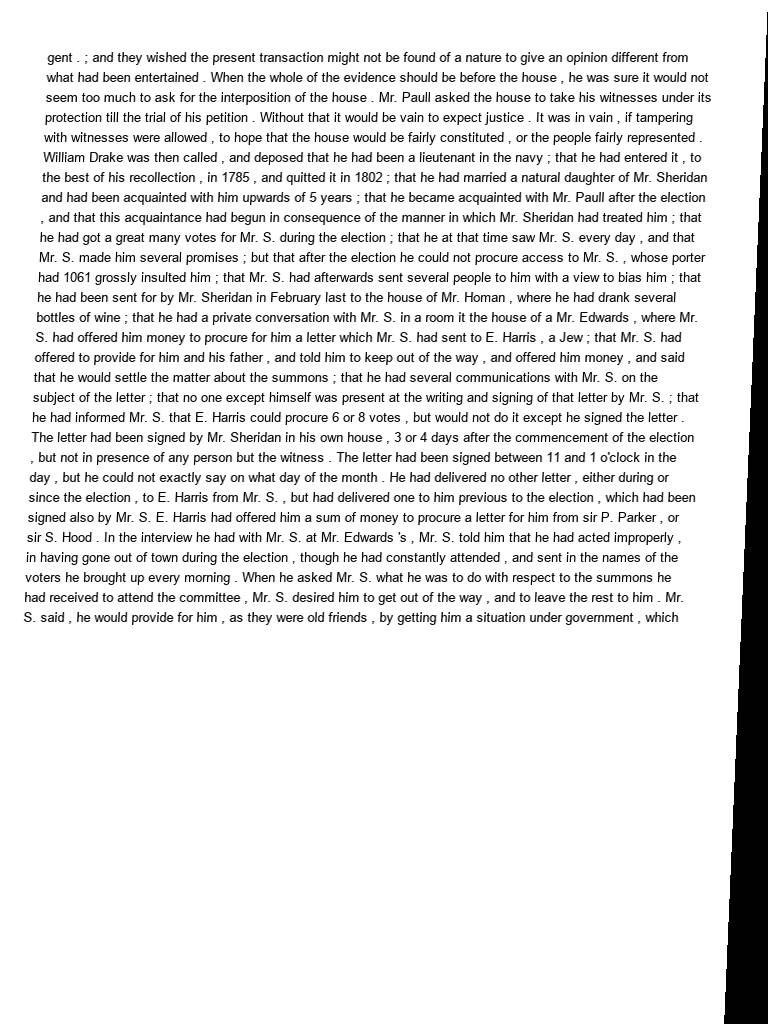 gent . ; and they wished the present transaction might not be found of a nature to give an opinion different from
what had been entertained . When the whole of the evidence should be before the house , he was sure it would not
seem too much to ask for the interposition of the house . Mr. Paull asked the house to take his witnesses under its
protection till the trial of his petition . Without that it would be vain to expect justice . It was in vain , if tampering
with witnesses were allowed , to hope that the house would be fairly constituted , or the people fairly represented .
William Drake was then called , and deposed that he had been a lieutenant in the navy ; that he had entered it , to
the best of his recollection , in 1785 , and quitted it in 1802 ; that he had married a natural daughter of Mr. Sheridan
and had been acquainted with him upwards of 5 years ; that he became acquainted with Mr. Paull after the election
, and that this acquaintance had begun in consequence of the manner in which Mr. Sheridan had treated him ; that
he had got a great many votes for Mr. S. during the election ; that he at that time saw Mr. S. every day , and that
Mr. S. made him several promises ; but that after the election he could not procure access to Mr. S. , whose porter
had 1061 grossly insulted him ; that Mr. S. had afterwards sent several people to him with a view to bias him ; that
he had been sent for by Mr. Sheridan in February last to the house of Mr. Homan , where he had drank several
bottles of wine ; that he had a private conversation with Mr. S. in a room it the house of a Mr. Edwards , where Mr.
S. had offered him money to procure for him a letter which Mr. S. had sent to E. Harris , a Jew ; that Mr. S. had
offered to provide for him and his father , and told him to keep out of the way , and offered him money , and said
that he would settle the matter about the summons ; that he had several communications with Mr. S. on the
subject of the letter ; that no one except himself was present at the writing and signing of that letter by Mr. S. ; that
he had informed Mr. S. that E. Harris could procure 6 or 8 votes , but would not do it except he signed the letter .
The letter had been signed by Mr. Sheridan in his own house , 3 or 4 days after the commencement of the election
, but not in presence of any person but the witness . The letter had been signed between 11 and 1 o'clock in the
day , but he could not exactly say on what day of the month . He had delivered no other letter , either during or
since the election , to E. Harris from Mr. S. , but had delivered one to him previous to the election , which had been
signed also by Mr. S. E. Harris had offered him a sum of money to procure a letter for him from sir P. Parker , or
sir S. Hood . In the interview he had with Mr. S. at Mr. Edwards 's , Mr. S. told him that he had acted improperly ,
in having gone out of town during the election , though he had constantly attended , and sent in the names of the
voters he brought up every morning . When he asked Mr. S. what he was to do with respect to the summons he
had received to attend the committee , Mr. S. desired him to get out of the way , and to leave the rest to him . Mr.
S. said , he would provide for him , as they were old friends , by getting him a situation under government , which